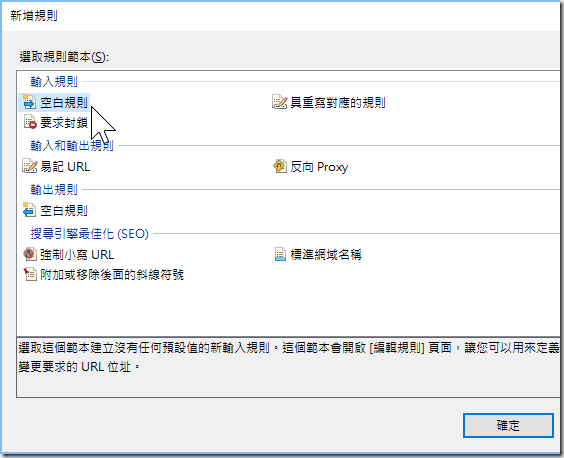 新增規則
選取規則範本(S):
輸入規則
空白規則
具重寫對應的規則
要求封鎖
輸入和輸出規則
易記 URL
反向 Proxy
輸出規則
空白規則
搜尋引擎最佳化 (SEO)
強制小寫 URL
標準網域名稱
附加或移除後面的斜線符號
選取這個範本建立沒有任何預設值的新輸入規則。這個範本會開啟 [編輯規則] 頁面，讓您可以用來定義
變更要求的 URL 位址。
確定